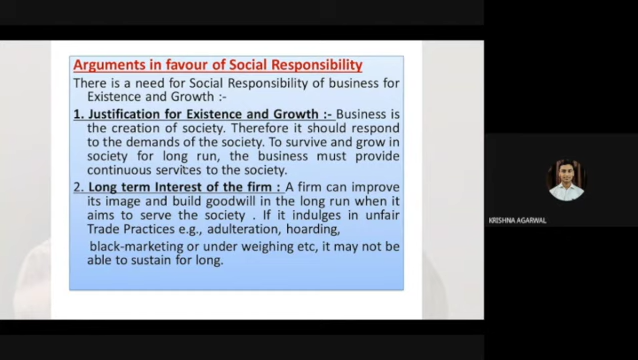 Arguments in favour of Social Responsibility
There is a need for Social Responsibility of business for
Existence and Growth :-
1. Justification for Existence and Growth :- Business is
the creation of society. Therefore it should respond
to the demands of the society. To survive and grow in
society for long run, the business must provide
continuous services to the society.
2. Long term Interest of the firm : A firm can improve
its image and build goodwill in the long run when it
aims to serve the society . If it indulges in unfair
Trade Practices e.g., adulteration, hoarding,
black-marketing or under weighing etc, it may not be
able to sustain for long.
KRISHNA AGARWAL